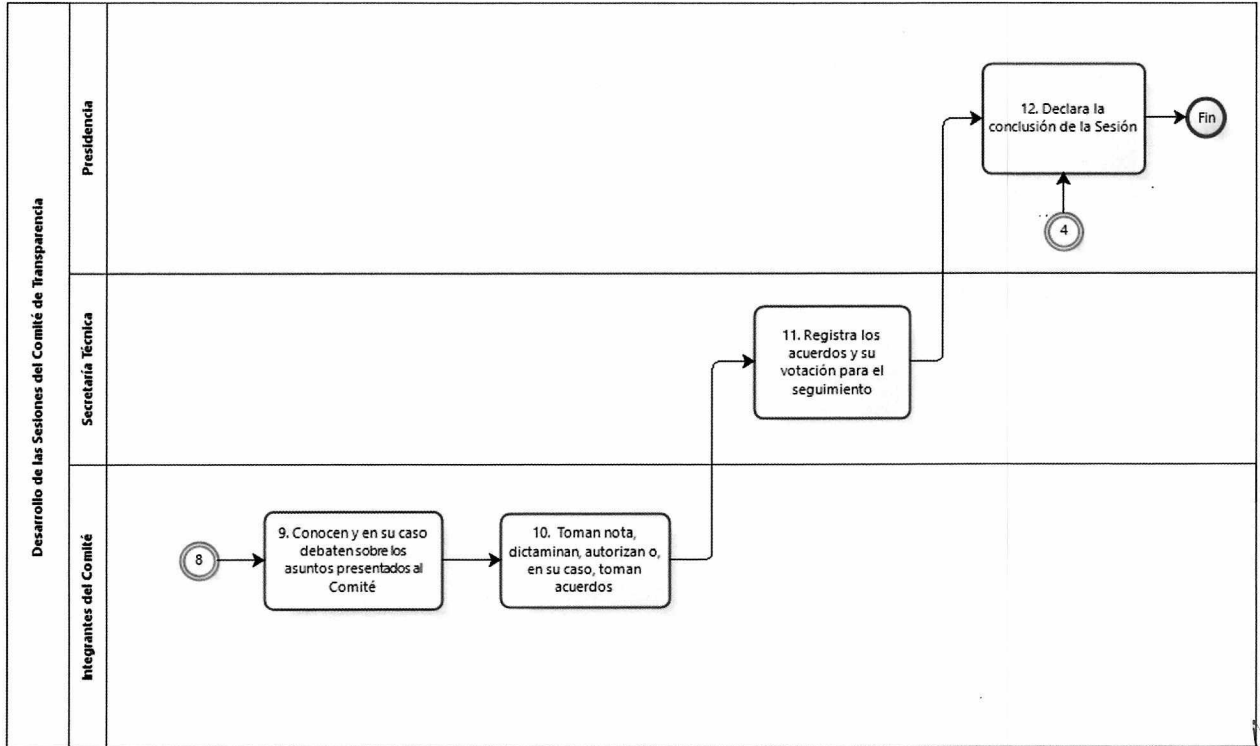 Desarrollo de las Sesiones del Comité de Transparencia
Presidencia
12. Declara la
conclusión de la Sesión
Fin
4
Secretaría Técnica
11. Registra los
acuerdos y su
votación para el
seguimiento
Integrantes del Comité
8
9. Conocen y en su caso
debaten sobre los
asuntos presentados al
Comité
10. Toman nota,
dictaminan, autorizan o,
en su caso, toman
acuerdos